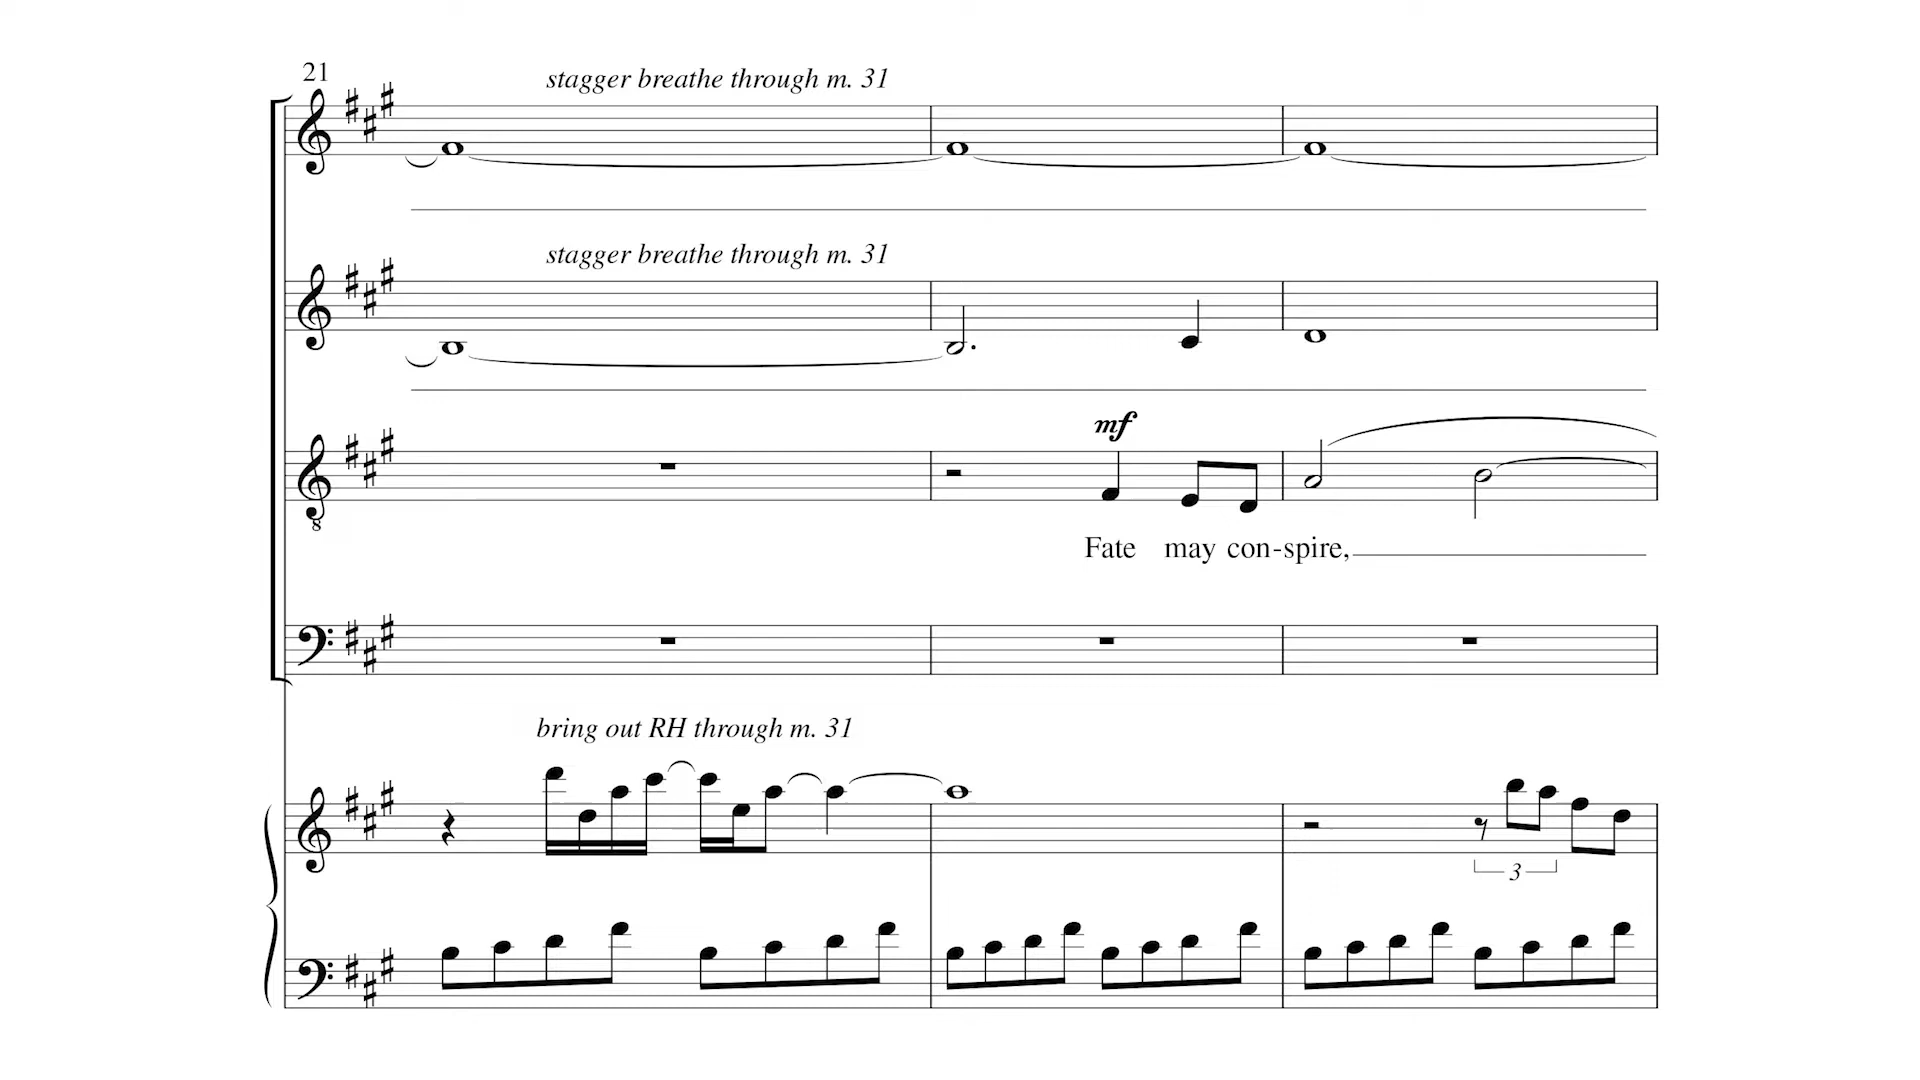 21
stagger breathe through m. 31
stagger breathe through m. 31
mf
8
Fate may con-spire,
bring out RH through m. 31
3